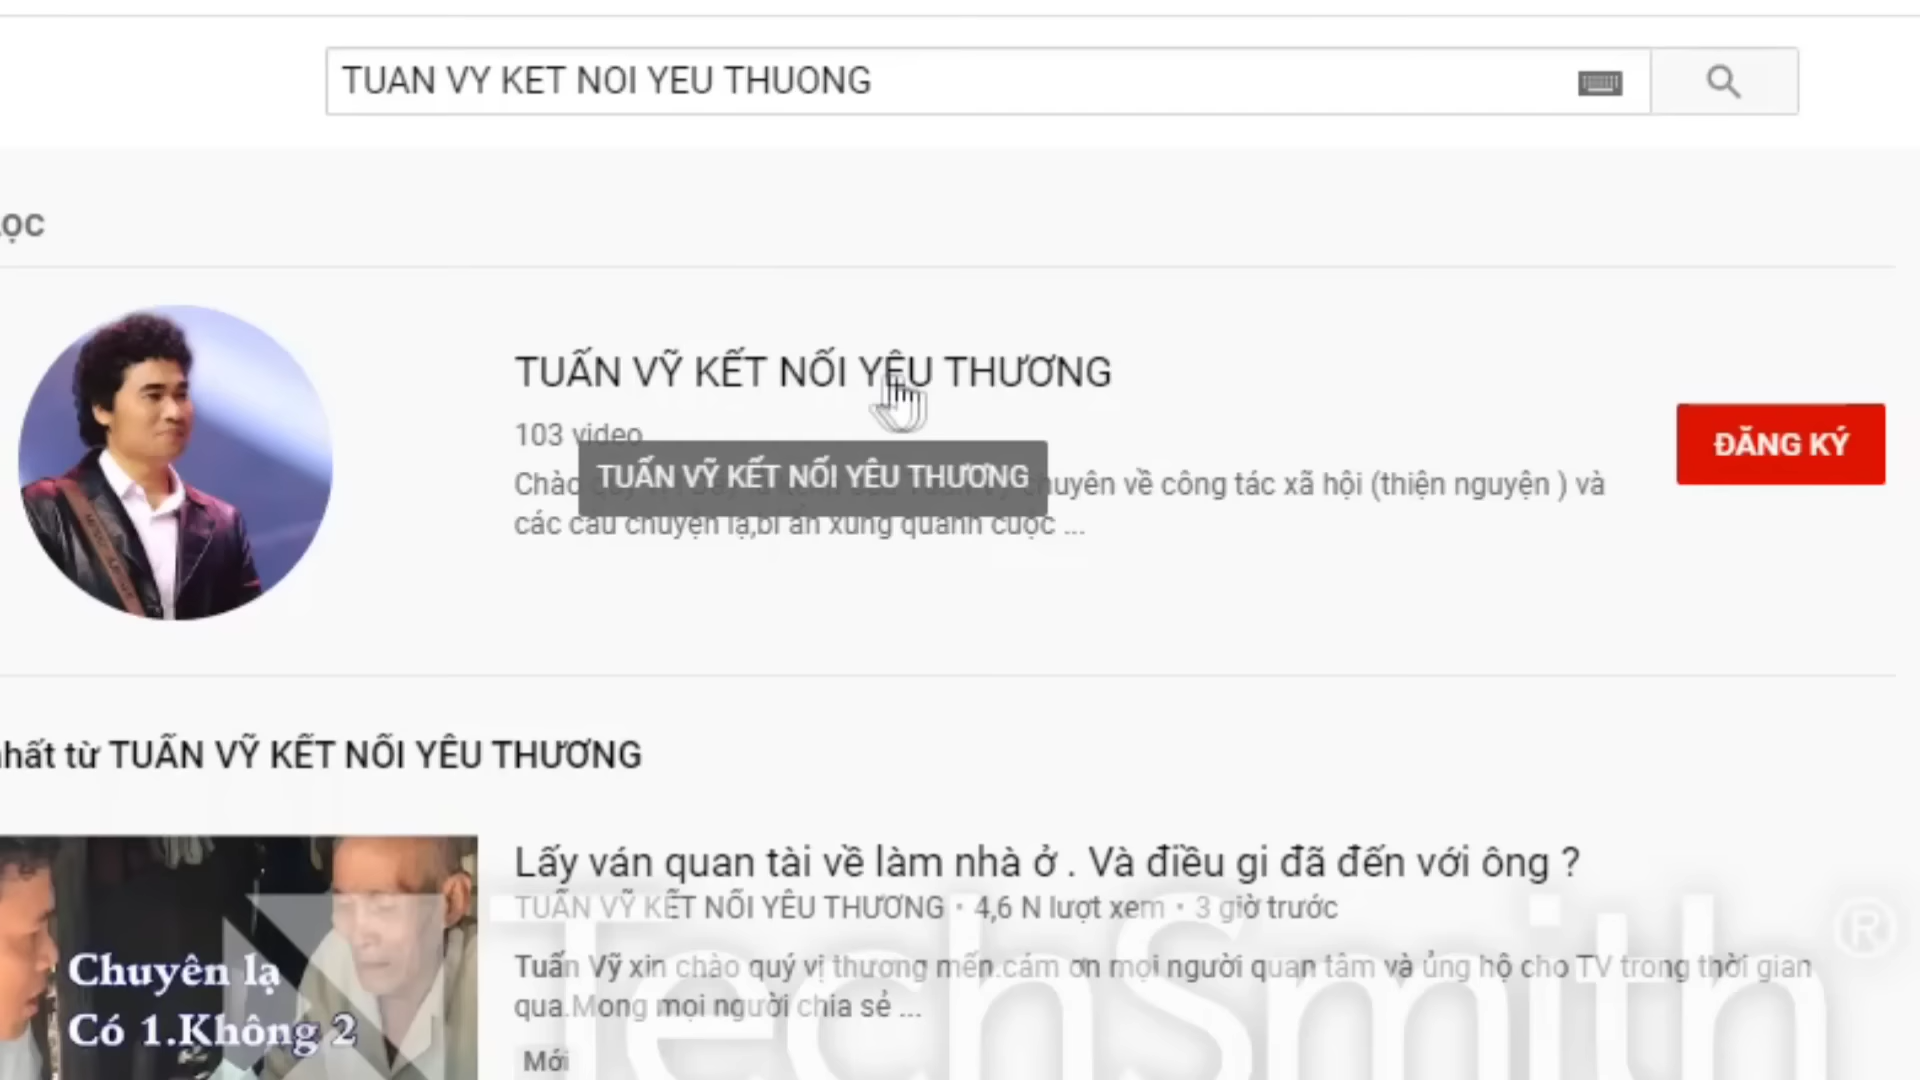 TUAN VY KET NOI YEU THUONG
ọc
TUẤN VỸ KẾT NỐI YÊU THƯƠNG
103 video
TUẤN VỸ KẾT NỐI YÊU THƯƠNG
Chào huyên về công tác xã hội (thiện nguyện ) và
các câu chuyện lạ,bí ẩn xung quanh cuộc ...
ĐĂNG KÝ
nhất từ TUẤN VỸ KẾT NỐI YÊU THƯƠNG
Lấy ván quan tài về làm nhà ở . Và điều gi đã đến với ông ?
TUẤN VỸ KẾT NỐI YÊU THƯƠNG • 4,6 N lượt xem • 3 giờ trước
Chuyên lạ
Có 1.Không 2
Tuấn Vỹ xin chào quý vị thương mến.cám ơn mọi người quan tâm và ủng hộ cho TV trong thời gian
qua.Mong mọi người chia sẻ ...
Mới
TechSmith®